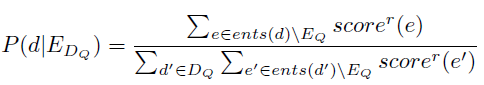 P(d|E_{D_Q}) = \frac{\sum_{e \in ents(d) \setminus E_Q} score^r(e)}{\sum_{d' \in D_Q} \sum_{e' \in ents(d') \setminus E_Q} score^r(e')}